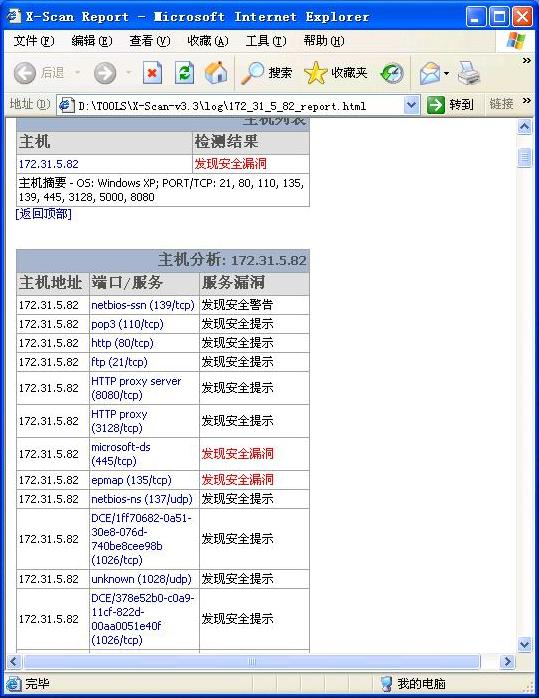 X-Scan Report - Microsoft Internet Explorer
文件(F) 编辑(E) 查看(V) 收藏(A) 工具(T) 帮助(H)
后退 搜索 收藏夹
地址(D) D:\TOOLS\X-Scan-v3.3\log\172_31_5_82_report.html 转到 链接 »
主机列表
主机 检测结果
172.31.5.82 发现安全漏洞
主机摘要 - OS: Windows XP; PORT/TCP: 21, 80, 110, 135,
139, 445, 3128, 5000, 8080
[返回顶部]
主机分析: 172.31.5.82
主机地址 端口/服务 服务漏洞
172.31.5.82 netbios-ssn (139/tcp) 发现安全警告
172.31.5.82 pop3 (110/tcp) 发现安全提示
172.31.5.82 http (80/tcp) 发现安全提示
172.31.5.82 ftp (21/tcp) 发现安全提示
172.31.5.82 HTTP proxy server
(8080/tcp) 发现安全提示
172.31.5.82 HTTP proxy
(3128/tcp) 发现安全提示
172.31.5.82 microsoft-ds
(445/tcp) 发现安全漏洞
172.31.5.82 epmap (135/tcp) 发现安全漏洞
172.31.5.82 netbios-ns (137/udp) 发现安全提示
172.31.5.82 DCE/1ff70682-0a51-
30e8-076d-
740be8cee98b
(1026/tcp) 发现安全提示
172.31.5.82 unknown (1028/udp) 发现安全提示
172.31.5.82 DCE/378e52b0-c0a9-
11cf-822d-
00aa0051e40f
(1026/tcp) 发现安全提示
完毕 我的电脑